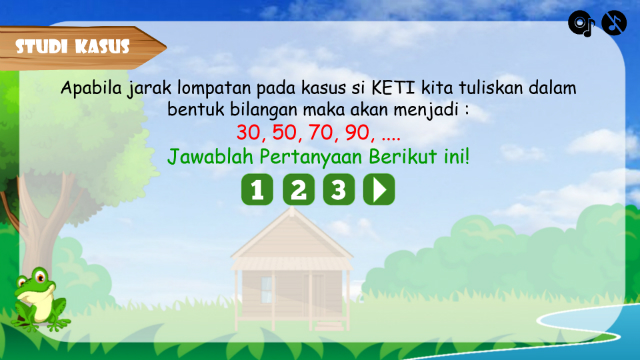 STUDI KASUS
Apabila jarak lompatan pada kasus si KETI kita tuliskan dalam
bentuk bilangan maka akan menjadi :
30, 50, 70, 90, ....
Jawablah Pertanyaan Berikut ini!
1 2 3